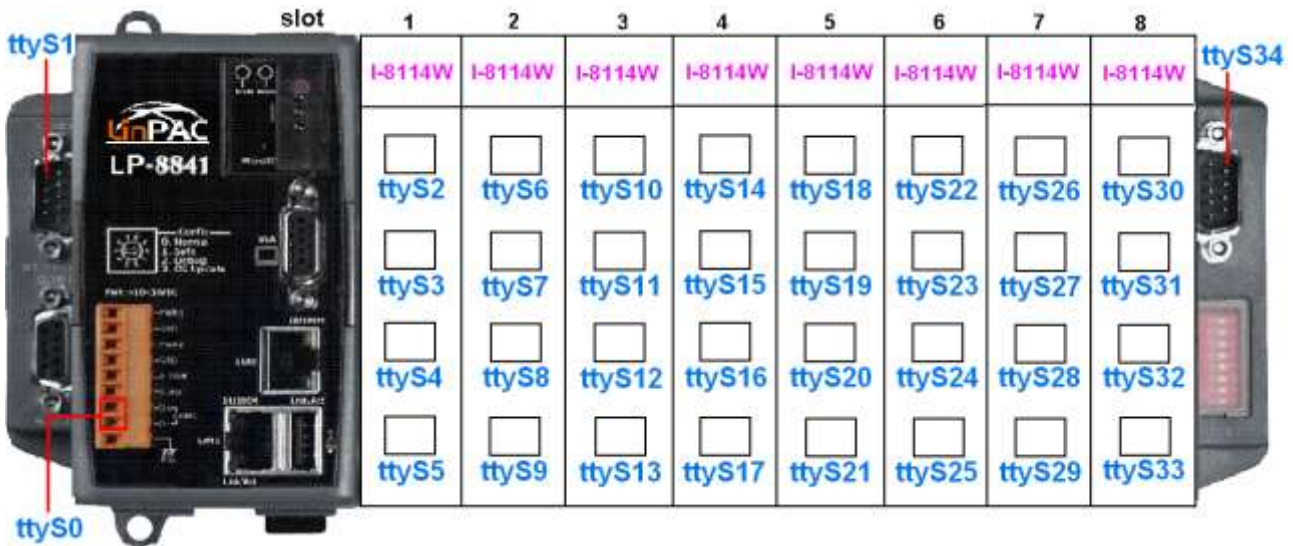 slot 1 2 3 4 5 6 7 8
ttyS1
I-8114W I-8114W I-8114W I-8114W I-8114W I-8114W I-8114W I-8114W
ttyS34
LinPAC
LP-8841
ttyS2 ttyS6 ttyS10 ttyS14 ttyS18 ttyS22 ttyS26 ttyS30
VGA
ttyS3 ttyS7 ttyS11 ttyS15 ttyS19 ttyS23 ttyS27 ttyS31
ttyS4 ttyS8 ttyS12 ttyS16 ttyS20 ttyS24 ttyS28 ttyS32
ttyS5 ttyS9 ttyS13 ttyS17 ttyS21 ttyS25 ttyS29 ttyS33
ttyS0